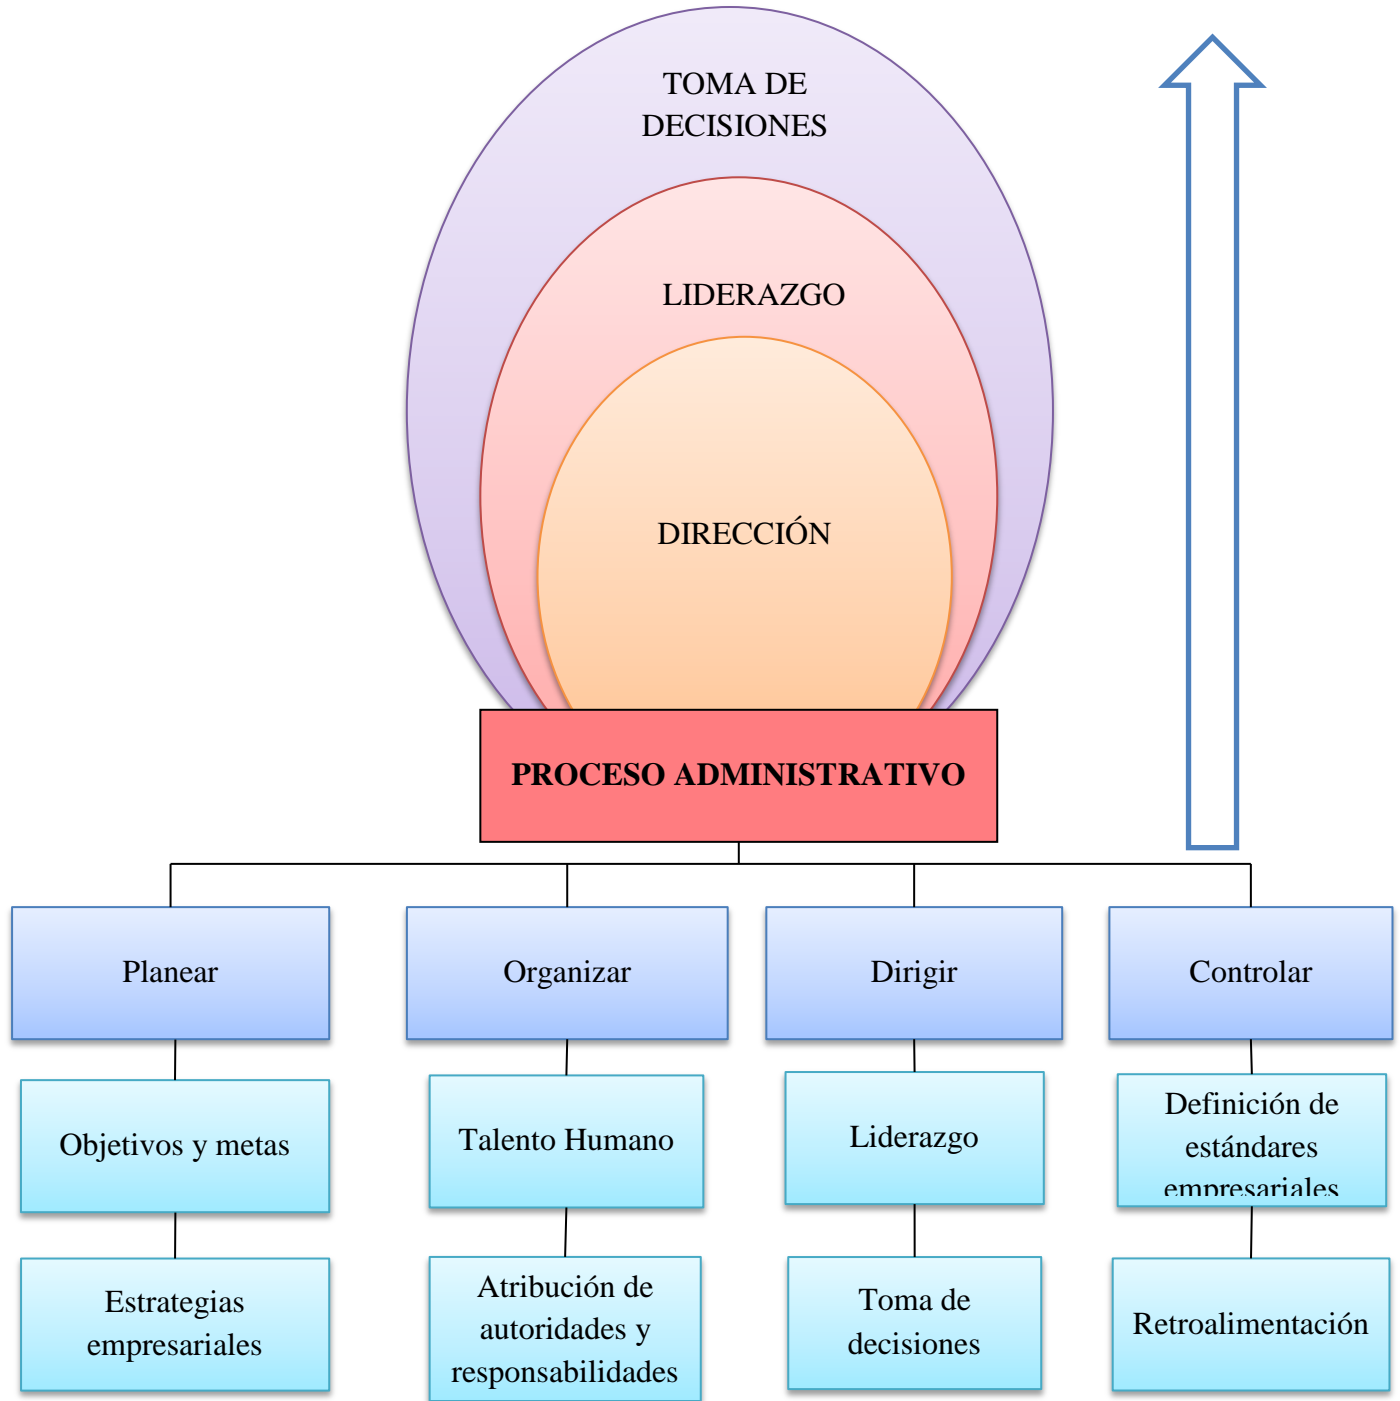 TOMA DE
DECISIONES
LIDERAZGO
DIRECCIÓN
PROCESO ADMINISTRATIVO
Planear
Organizar
Dirigir
Controlar
Objetivos y metas
Talento Humano
Liderazgo
Definición de
estándares
empresariales
Estrategias
empresariales
Atribución de
autoridades y
responsabilidades
Toma de
decisiones
Retroalimentación